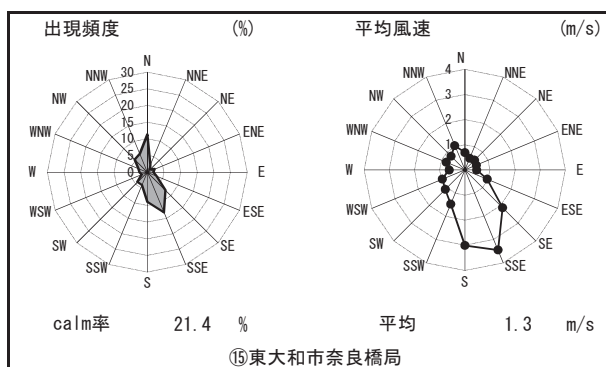 出現頻度 (%)
N
NNW NNE
NW NE
WNW ENE
W E
WSW ESE
SW SE
SSW SSE
S
30
25
20
15
10
5
0
calm率 21.4 %
平均風速 (m/s)
N
NNW NNE
NW NE
WNW ENE
W E
WSW ESE
SW SE
SSW SSE
S
4
3
2
1
0
平均 1.3 m/s
⑮東大和市奈良橋局